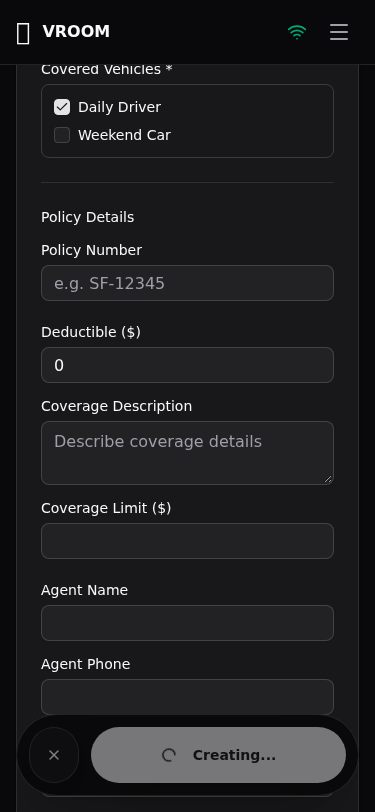 VROOM
Covered Vehicles *
Daily Driver
Weekend Car
Policy Details
Policy Number
e.g. SF-12345
Deductible ($)
0
Coverage Description
Describe coverage details
Coverage Limit ($)
Agent Name
Agent Phone
Creating...